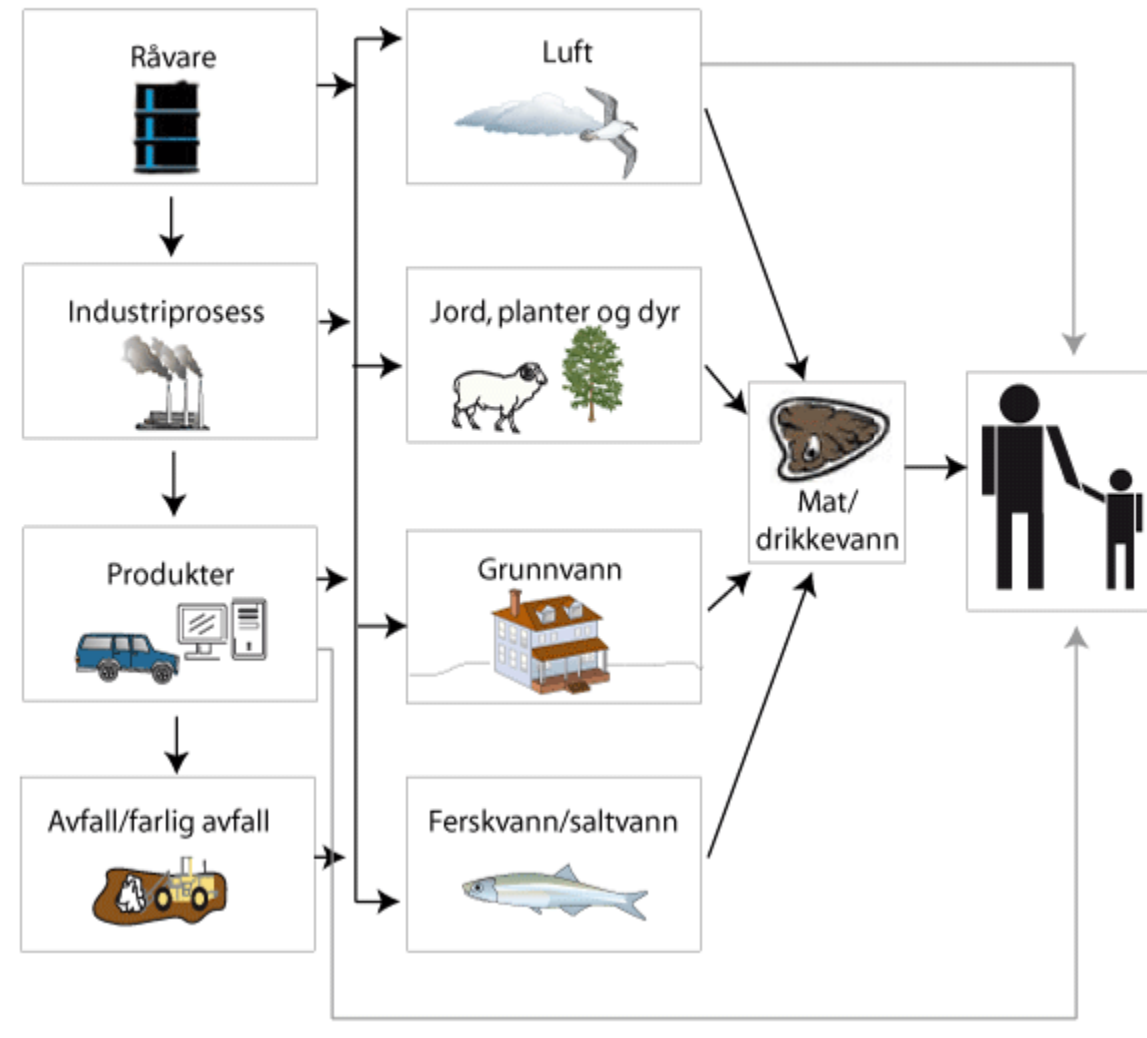 Råvare
Luft
Industriprosess
Jord, planter og dyr
Mat/
drikkevann
Produkter
Grunnvann
Avfall/farlig avfall
Ferskvann/saltvann